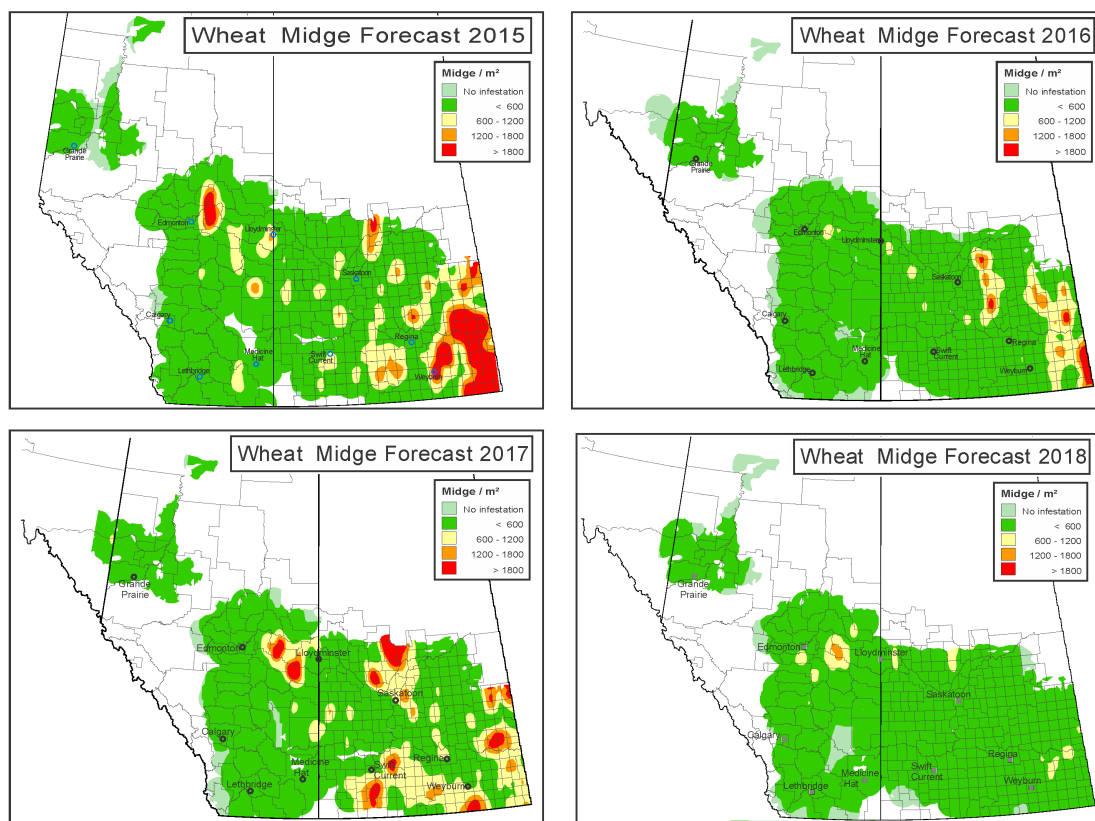 Wheat Midge Forecast 2015
Midge / m²
No infestation
< 600
600 - 1200
1200 - 1800
> 1800
Grande
Prairie
Edmonton
Lloydminster
Saskatoon
Calgary
Medicine
Hat
Swift
Current
Regina
Lethbridge
Weyburn
Wheat Midge Forecast 2016
Midge / m²
No infestation
< 600
600 - 1200
1200 - 1800
> 1800
Grande
Prairie
Edmonton
Lloydminster
Saskatoon
Calgary
Medicine
Hat
Swift
Current
Regina
Lethbridge
Weyburn
Wheat Midge Forecast 2017
Midge / m²
No infestation
< 600
600 - 1200
1200 - 1800
> 1800
Grande
Prairie
Edmonton
Lloydminster
Saskatoon
Calgary
Medicine
Hat
Swift
Current
Regina
Lethbridge
Weyburn
Wheat Midge Forecast 2018
Midge / m²
No infestation
< 600
600 - 1200
1200 - 1800
> 1800
Grande
Prairie
Edmonton
Lloydminster
Saskatoon
Calgary
Medicine
Hat
Swift
Current
Regina
Lethbridge
Weyburn